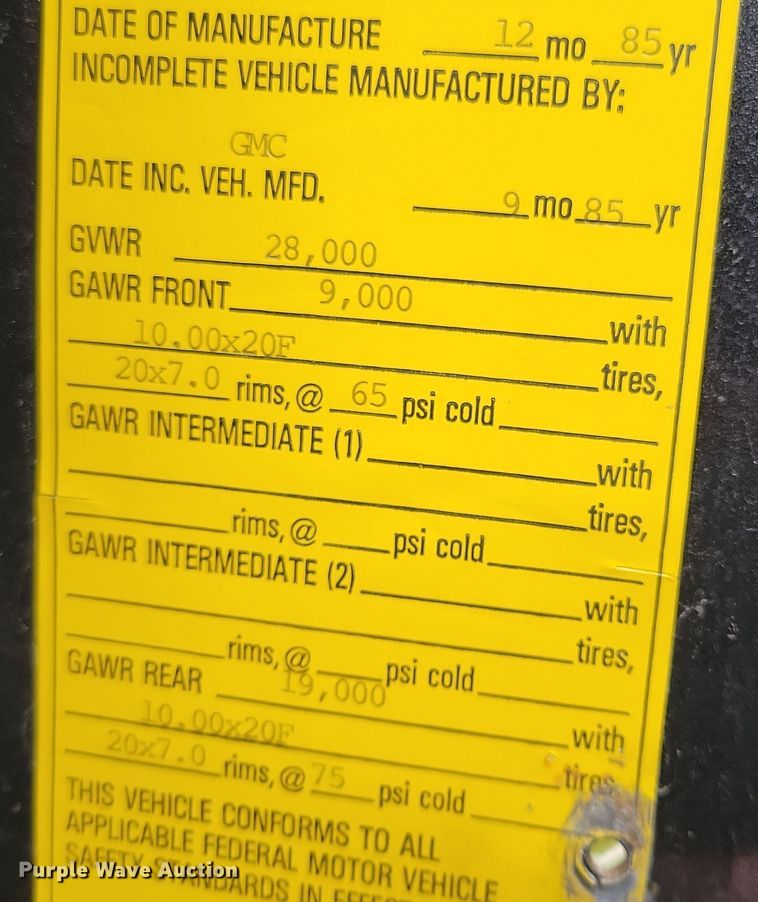 DATE OF MANUFACTURE 12 mo 85 yr
INCOMPLETE VEHICLE MANUFACTURED BY:
GMC
DATE INC. VEH. MFD. 9 mo 85 yr
GVWR 28,000
GAWR FRONT 9,000 with
10.00x20F tires,
20x7.0 rims, @ 65 psi cold
GAWR INTERMEDIATE (1) with
tires,
rims, @ psi cold
GAWR INTERMEDIATE (2) with
tires,
rims, @ psi cold
GAWR REAR 19,000 with
10.00x20F tires
20x7.0 rims, @ 75 psi cold
THIS VEHICLE CONFORMS TO ALL
APPLICABLE FEDERAL MOTOR VEHICLE
SAFETY STANDARDS IN
Purple Wave Auction